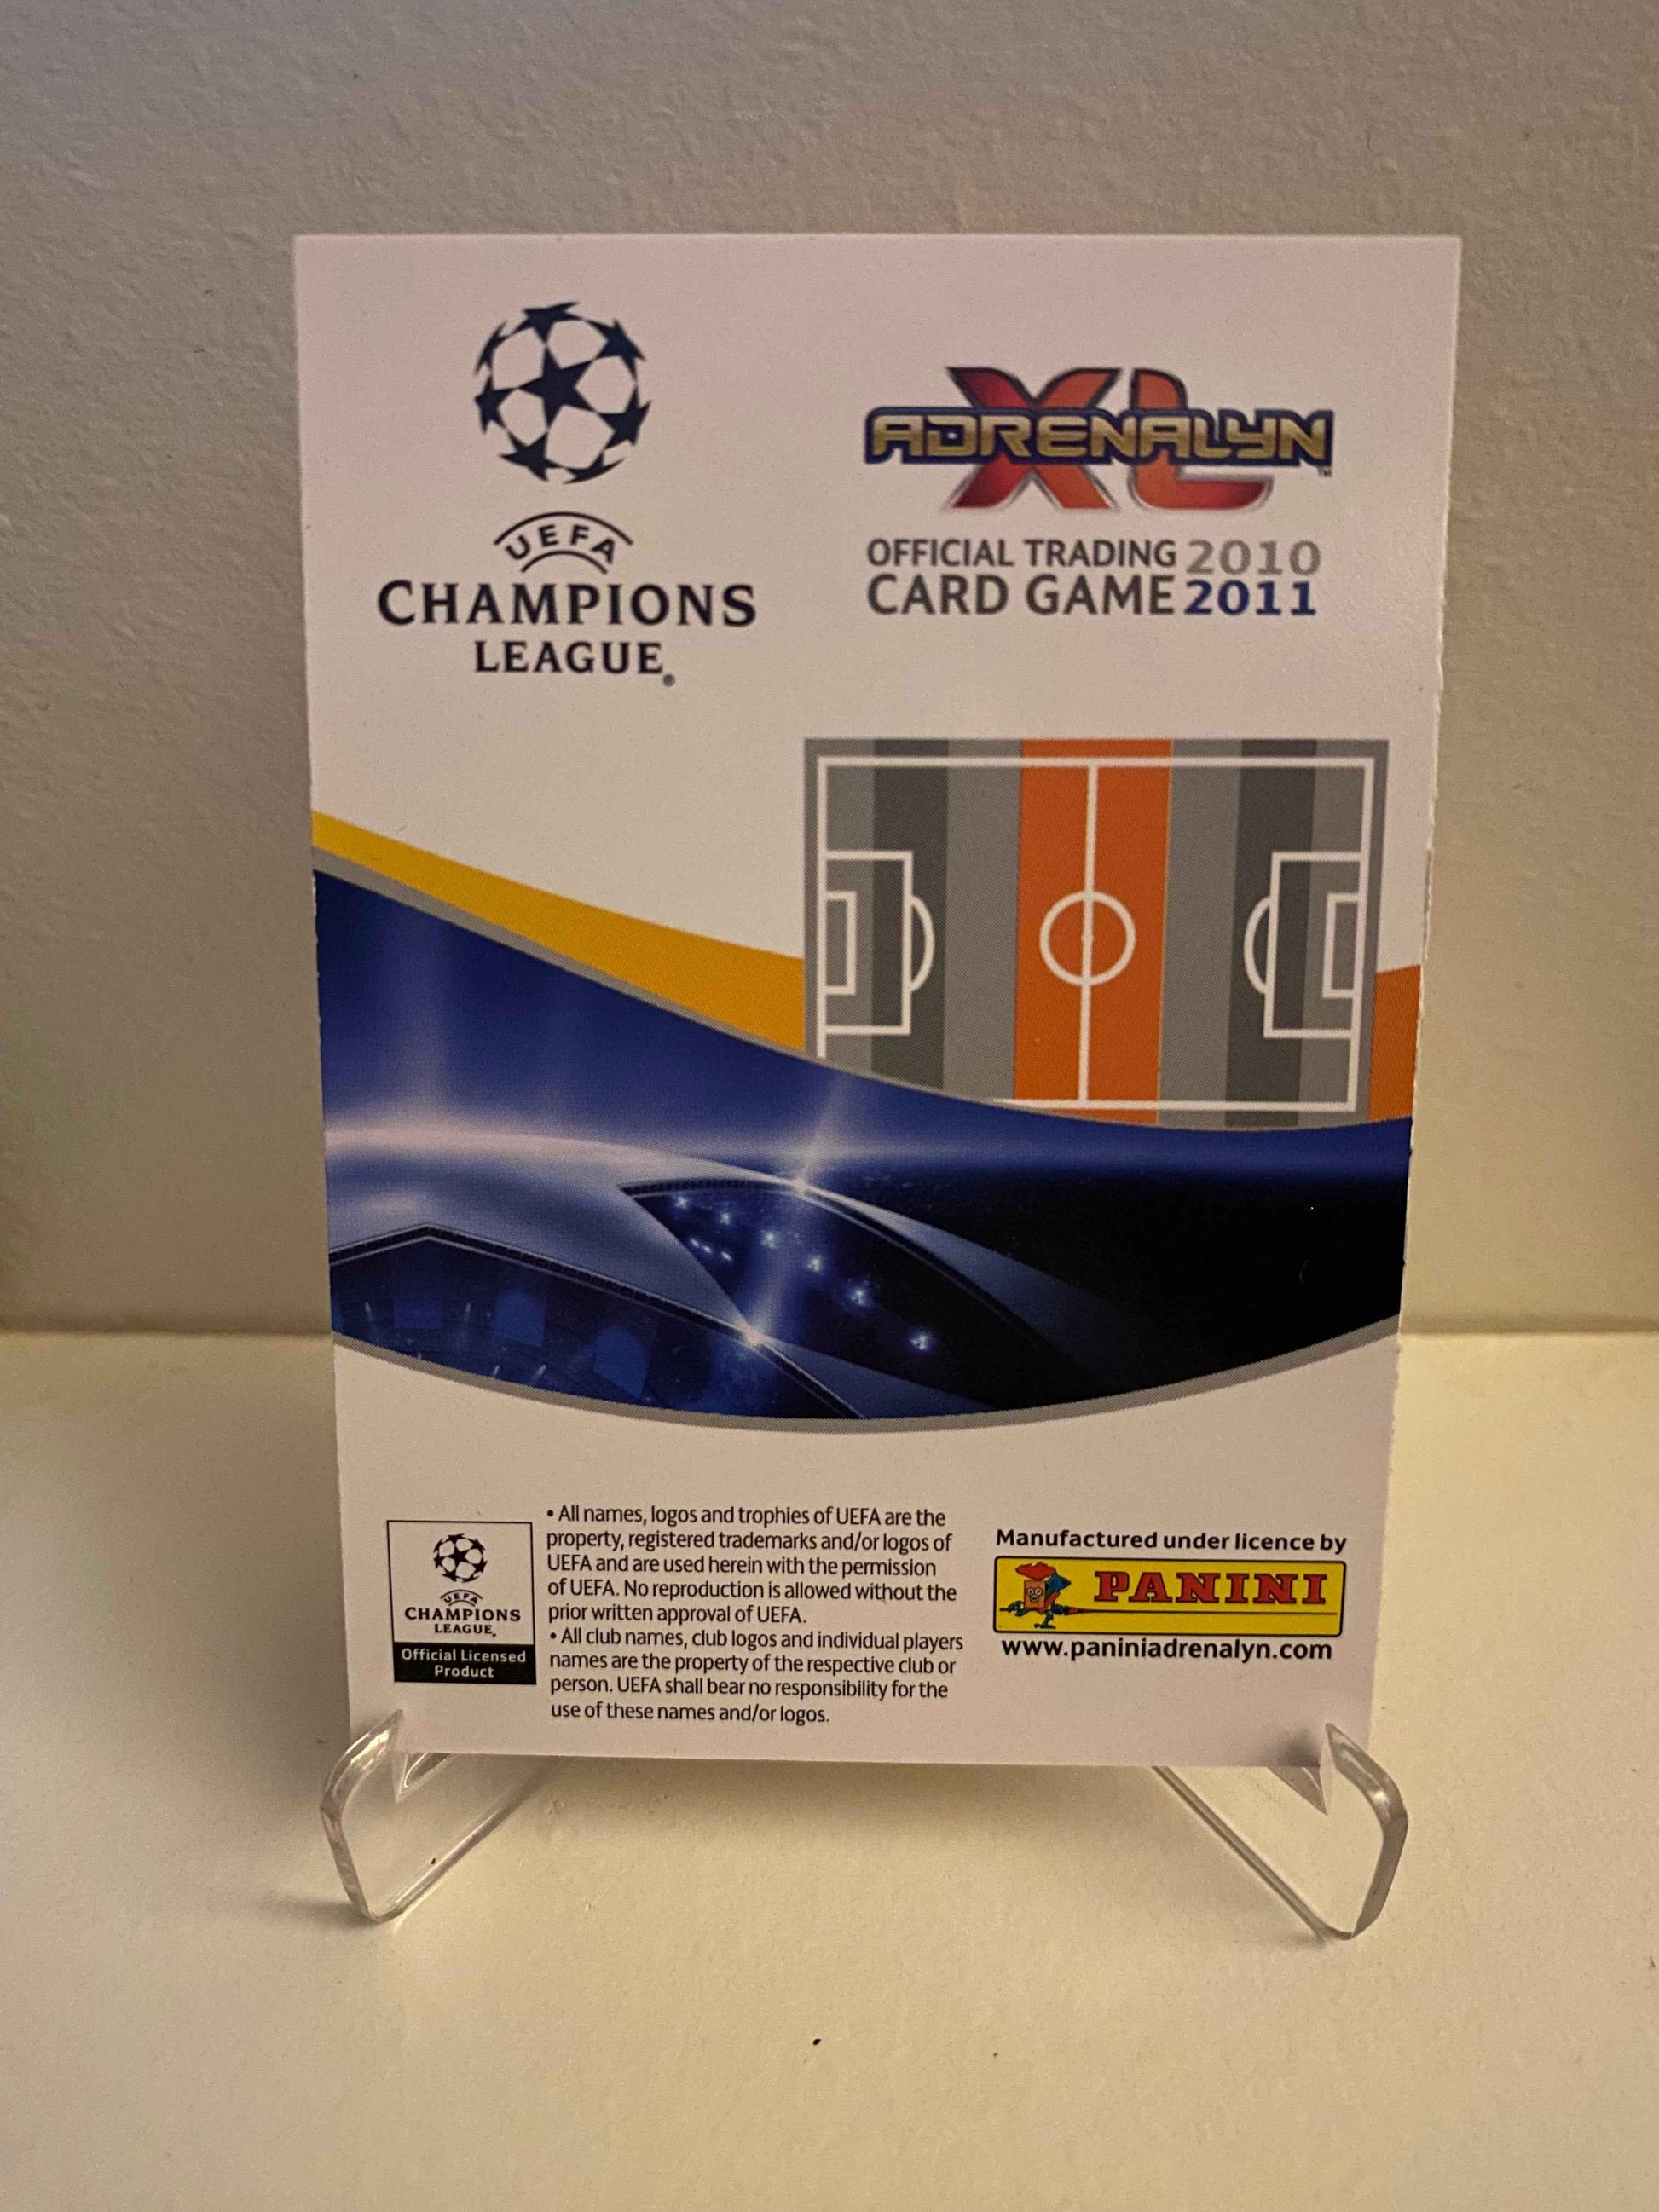 UEFA
CHAMPIONS
LEAGUE®
XL
ADRENALYN™
OFFICIAL TRADING 2010
CARD GAME 2011
UEFA
CHAMPIONS
LEAGUE®
Official Licensed
Product
• All names, logos and trophies of UEFA are the
property, registered trademarks and/or logos of
UEFA and are used herein with the permission
of UEFA. No reproduction is allowed without the
prior written approval of UEFA.
• All club names, club logos and individual players
names are the property of the respective club or
person. UEFA shall bear no responsibility for the
use of these names and/or logos.
Manufactured under licence by
PANINI
www.paniniadrenalyn.com